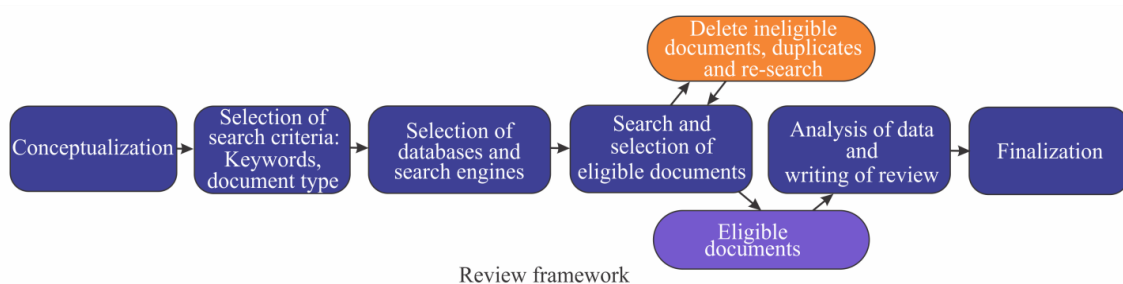 Conceptualization
Selection of
search criteria:
Keywords,
document type
Selection of
databases and
search engines
Search and
selection of
eligible documents
Delete ineligible
documents, duplicates
and re-search
Eligible
documents
Analysis of data
and
writing of review
Finalization
Review framework